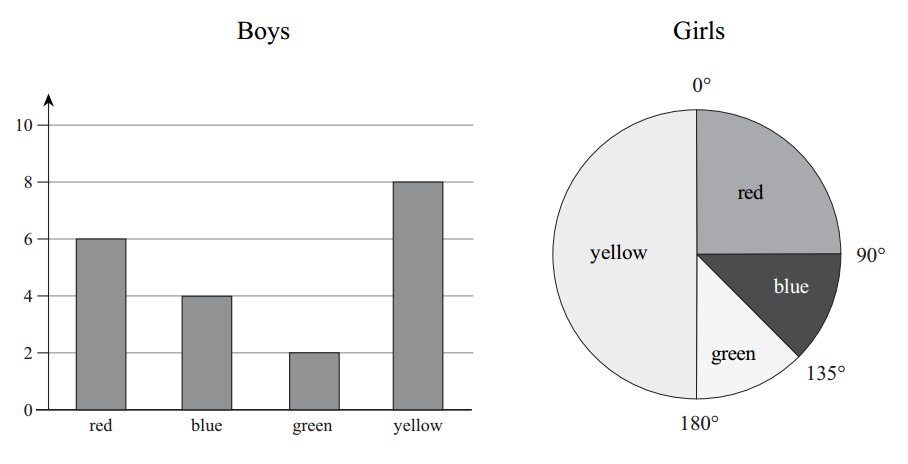 Boys
10
8
6
4
2
0
red blue green yellow
Girls
0°
red
yellow
90°
blue
green
135°
180°